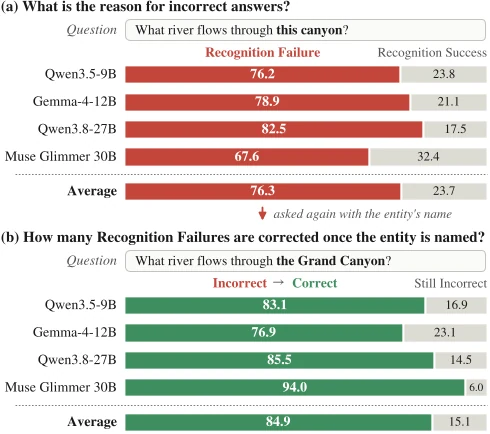 (a) What is the reason for incorrect answers?
Question What river flows through this canyon?
Recognition Failure Recognition Success
Qwen3.5-9B 76.2 23.8
Gemma-4-12B 78.9 21.1
Qwen3.8-27B 82.5 17.5
Muse Glimmer 30B 67.6 32.4
Average 76.3 23.7
asked again with the entity's name
(b) How many Recognition Failures are corrected once the entity is named?
Question What river flows through the Grand Canyon?
Incorrect → Correct Still Incorrect
Qwen3.5-9B 83.1 16.9
Gemma-4-12B 76.9 23.1
Qwen3.8-27B 85.5 14.5
Muse Glimmer 30B 94.0 6.0
Average 84.9 15.1